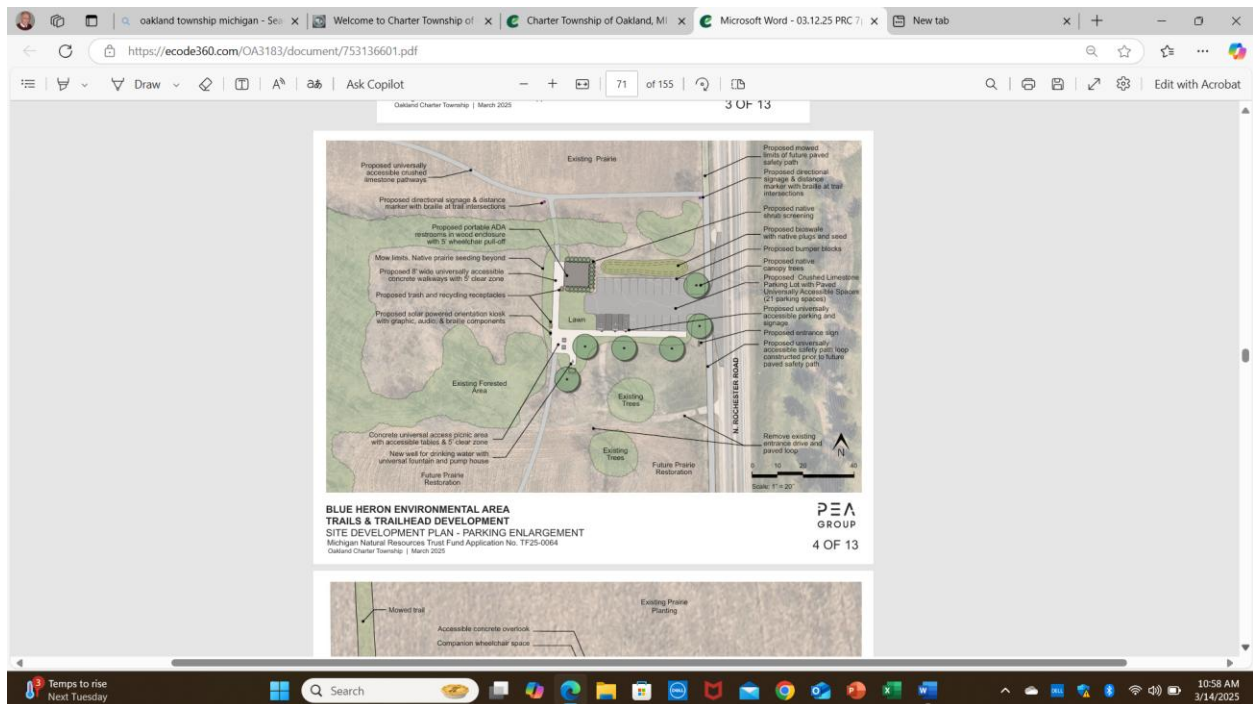 oakland township michigan - Sea
Welcome to Charter Township of
Charter Township of Oakland, MI
Microsoft Word - 03.12.25 PRC 7
New tab
https://ecode360.com/OA3183/document/753136601.pdf
Draw
Ask Copilot
71 of 155
Edit with Acrobat
Oakland Charter Township | March 2025
3 OF 13
Existing Prairie
Proposed universally
accessible crushed
limestone pathways
Proposed directional signage & distance
marker with braille at trail intersections
Proposed portable ADA
restrooms in wood enclosure
with 5' wheelchair pull-off
Mow limits. Native prairie seeding beyond
Proposed 8' wide universally accessible
concrete walkways with 5' clear zone
Proposed trash and recycling receptacles
Proposed solar powered orientation kiosk
with graphic, audio, & braille components
Lawn
Existing Forested
Area
Existing
Trees
Concrete universal access picnic area
with accessible tables & 5' clear zone
New well for drinking water with
universal fountain and pump house
Future Prairie
Restoration
Existing
Trees
Future Prairie
Restoration
Proposed mowed
limits of future paved
safety path
Proposed directional
signage & distance
marker with braille at trail
intersections
Proposed native
shrub screening
Proposed bioswale
with native plugs and seed
Proposed bumper blocks
Proposed native
canopy trees
Proposed Crushed Limestone
Parking Lot with Paved
Universally Accessible Spaces
(21 parking spaces)
Proposed universally
accessible parking and
signage
Proposed entrance sign
Proposed universally
accessible safety path loop
constructed prior to future
paved safety path
N. ROCHESTER ROAD
Remove existing
entrance drive and
paved loop
N
0 10 20 40
Scale: 1" = 20'
BLUE HERON ENVIRONMENTAL AREA
TRAILS & TRAILHEAD DEVELOPMENT
SITE DEVELOPMENT PLAN - PARKING ENLARGEMENT
Michigan Natural Resources Trust Fund Application No. TF25-0064
Oakland Charter Township | March 2025
PEA
GROUP
4 OF 13
Mowed trail
Existing Prairie
Planting
Accessible concrete overlook
Companion wheelchair space
3
Temps to rise
Next Tuesday
Search
10:58 AM
3/14/2025